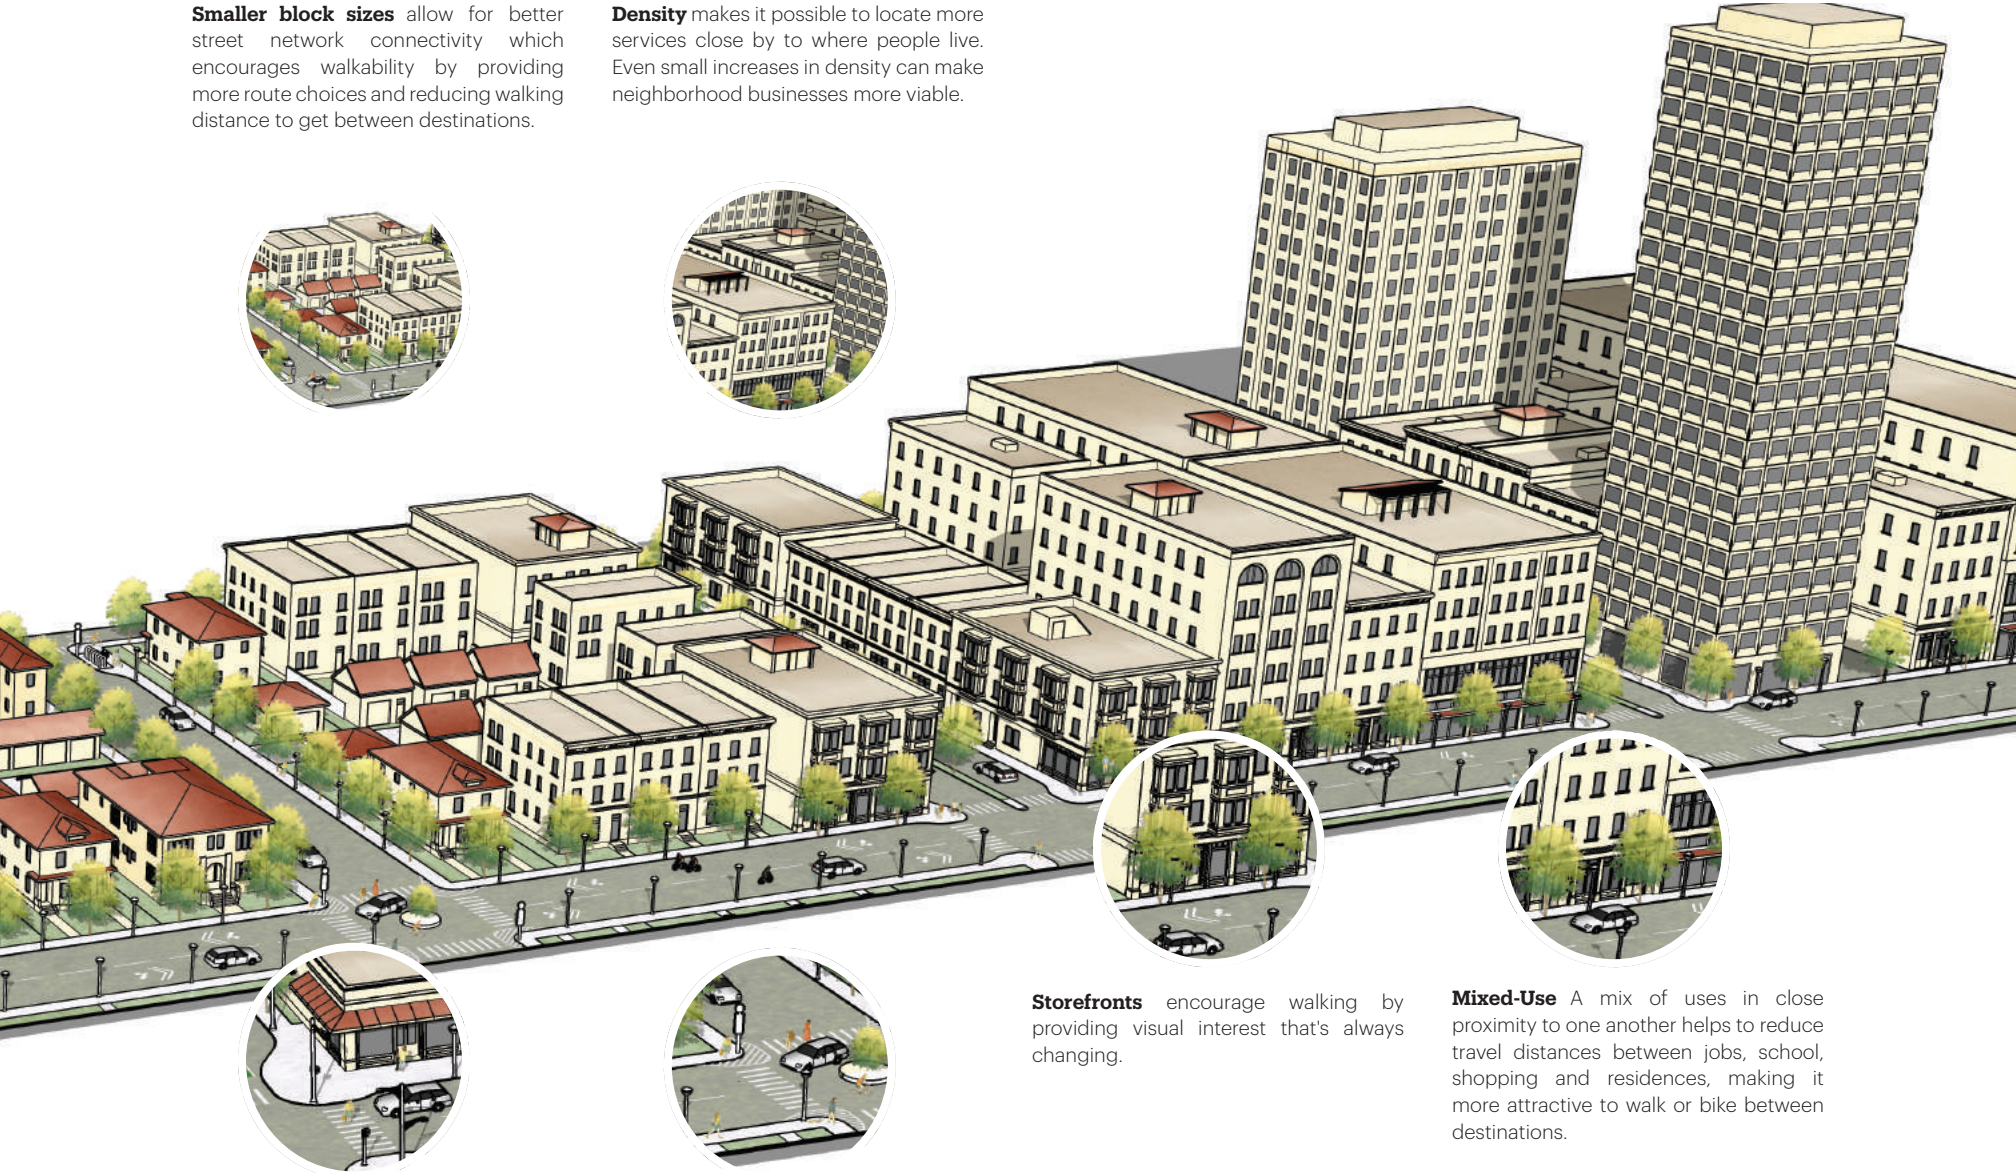 Smaller block sizes allow for better
street network connectivity which
encourages walkability by providing
more route choices and reducing walking
distance to get between destinations.
Density makes it possible to locate more
services close by to where people live.
Even small increases in density can make
neighborhood businesses more viable.
Storefronts encourage walking by
providing visual interest that's always
changing.
Mixed-Use A mix of uses in close
proximity to one another helps to reduce
travel distances between jobs, school,
shopping and residences, making it
more attractive to walk or bike between
destinations.